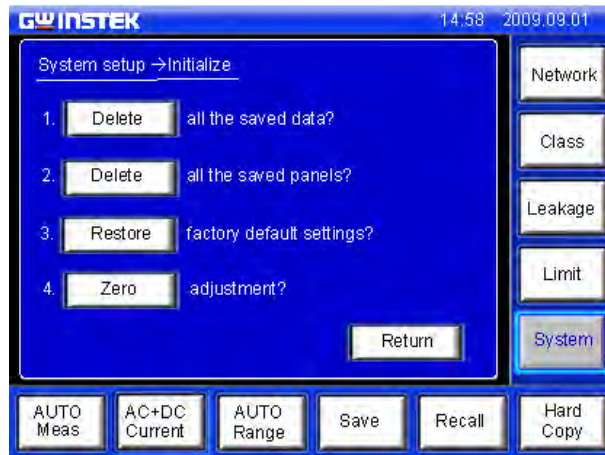 GWINSTEK 14:58 2009.09.01
System setup →Initialize
1. Delete all the saved data?
2. Delete all the saved panels?
3. Restore factory default settings?
4. Zero adjustment?
Return
Network
Class
Leakage
Limit
System
AUTO
Meas
AC+DC
Current
AUTO
Range
Save
Recall
Hard
Copy